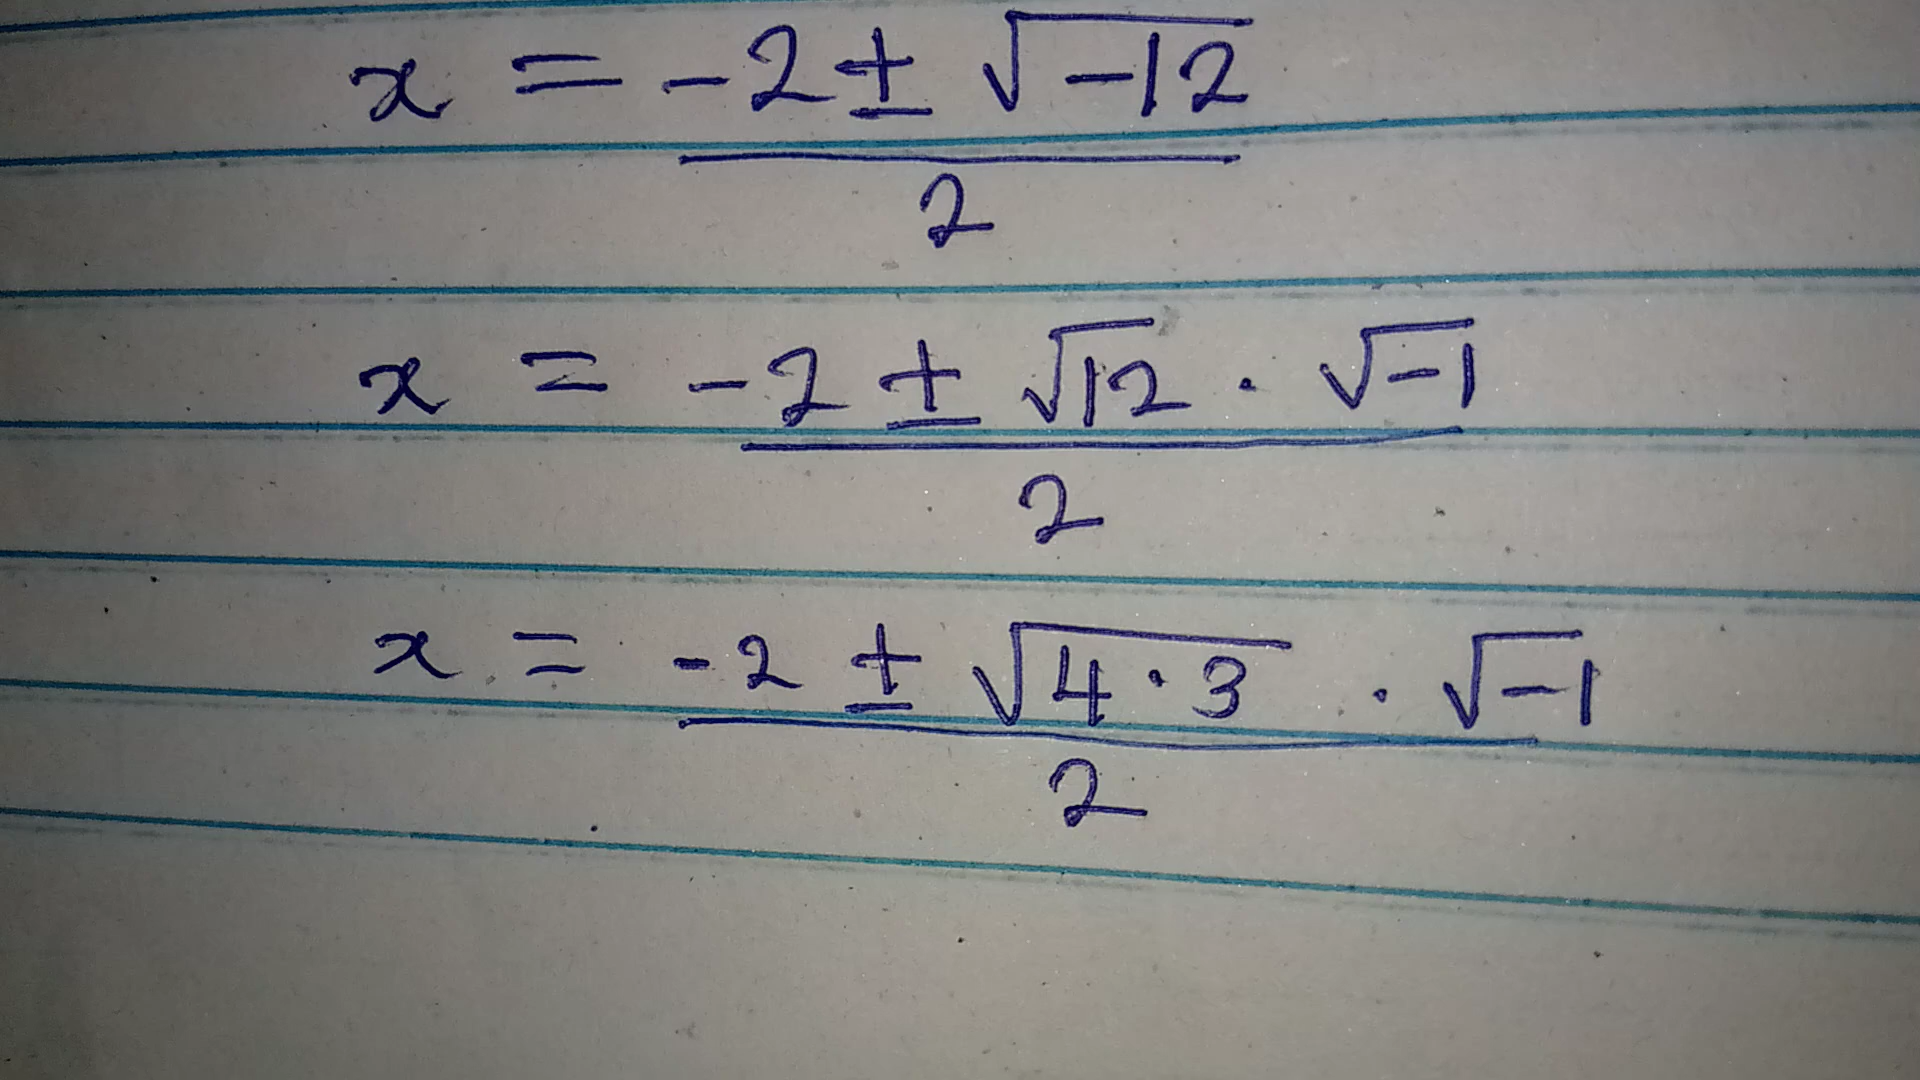 x = -2 ± √-12
2
x = -2 ± √12 · √-1
2
x = -2 ± √4·3 · √-1
2